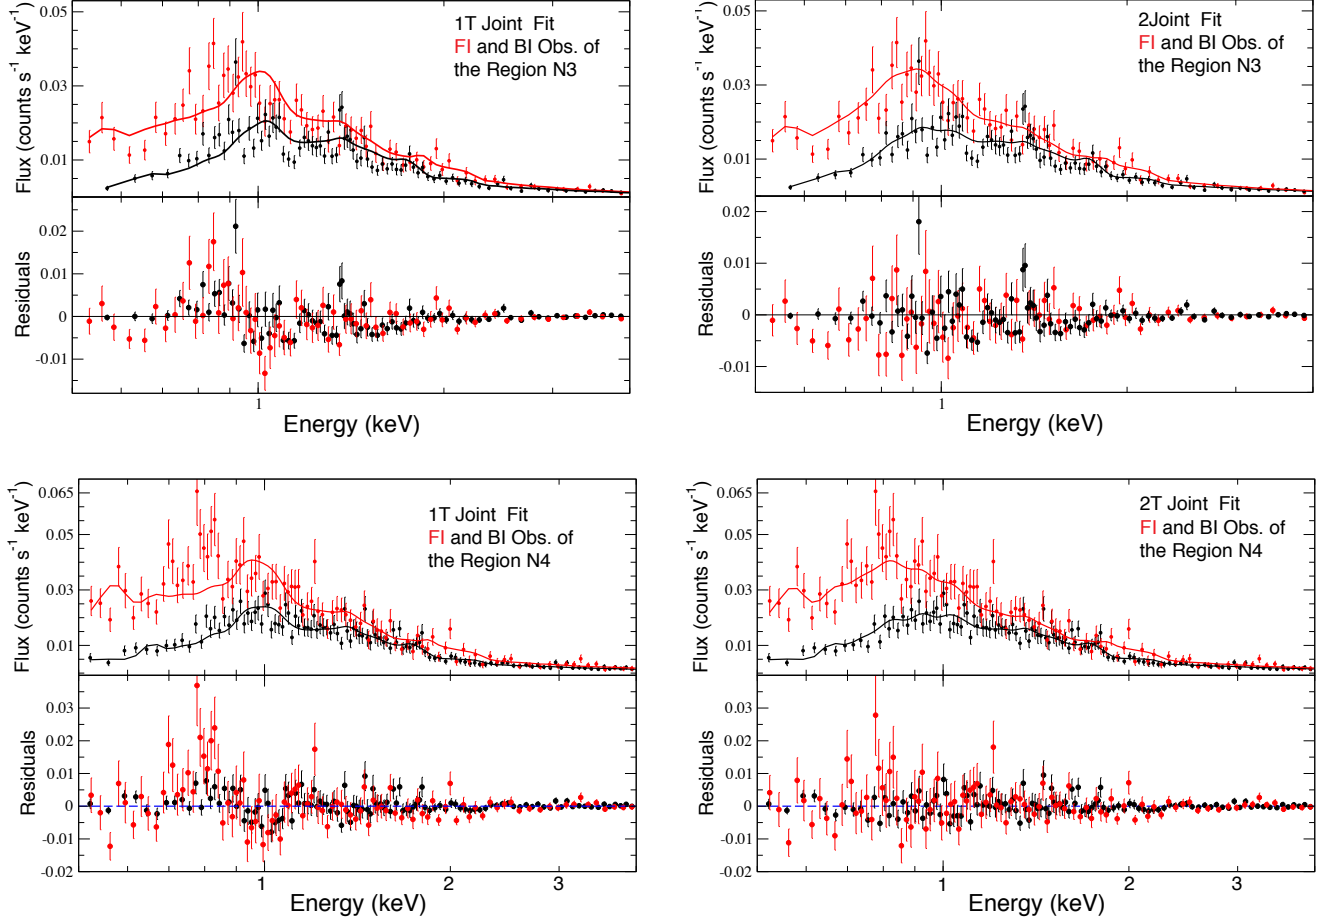 1T Joint Fit
FI and BI Obs. of
the Region N3
Flux (counts s⁻¹ keV⁻¹)
0.05
0.03
0.01
Residuals
0.02
0.01
0
-0.01
1
Energy (keV)
2Joint Fit
FI and BI Obs. of
the Region N3
Flux (counts s⁻¹ keV⁻¹)
0.05
0.03
0.01
Residuals
0.02
0.01
0
-0.01
1
2
3
Energy (keV)
1T Joint Fit
FI and BI Obs. of
the Region N4
Flux (counts s⁻¹ keV⁻¹)
0.065
0.05
0.03
0.01
Residuals
0.03
0.02
0.01
0
-0.01
-0.02
1
2
3
Energy (keV)
2T Joint Fit
FI and BI Obs. of
the Region N4
Flux (counts s⁻¹ keV⁻¹)
0.065
0.05
0.03
0.01
Residuals
0.03
0.02
0.01
0
-0.01
-0.02
1
2
3
Energy (keV)